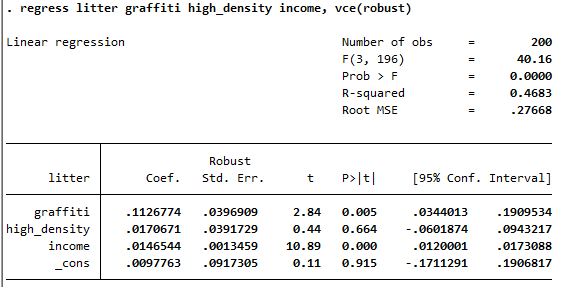 . regress litter graffiti high_density income, vce(robust)
Linear regression Number of obs = 200
F(3, 196) = 40.16
Prob > F = 0.0000
R-squared = 0.4683
Root MSE = .27668
Robust
litter Coef. Std. Err. t P>|t| [95% Conf. Interval]
graffiti .1126774 .0396909 2.84 0.005 .0344013 .1909534
high_density .0170671 .0391729 0.44 0.664 -.0601874 .0943217
income .0146544 .0013459 10.89 0.000 .0120001 .0173088
_cons .0097763 .0917305 0.11 0.915 -.1711291 .1906817